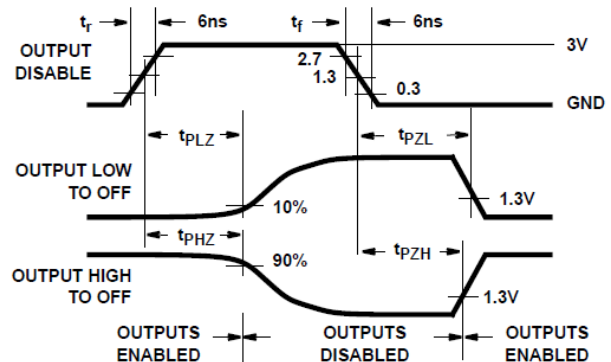 tr 6ns tf 6ns
OUTPUT
DISABLE
3V
2.7
1.3
0.3
GND
tPLZ tPZL
OUTPUT LOW
TO OFF
10%
1.3V
tPHZ tPZH
90%
OUTPUT HIGH
TO OFF
1.3V
OUTPUTS
ENABLED
OUTPUTS
DISABLED
OUTPUTS
ENABLED